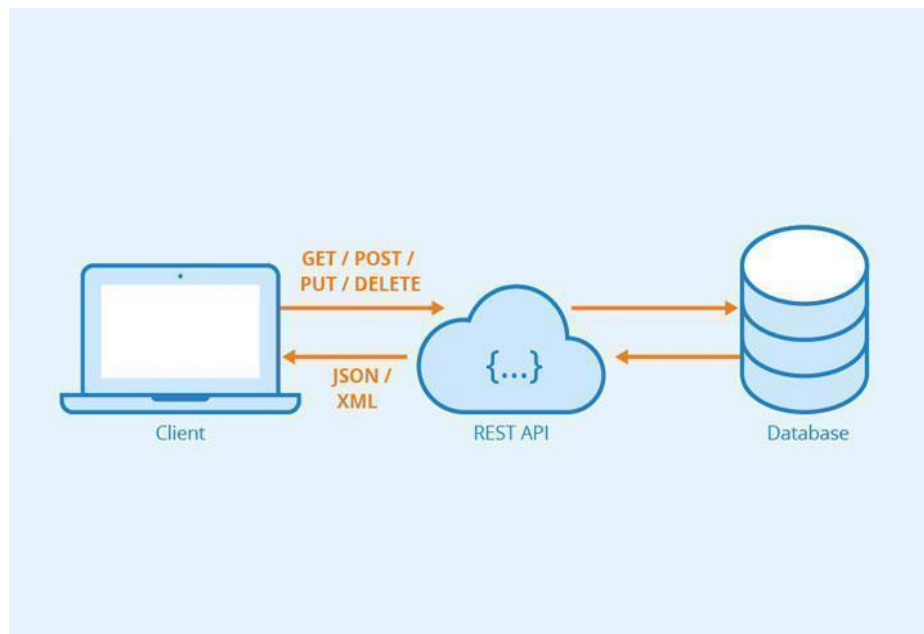 GET / POST /
PUT / DELETE
{...}
JSON /
XML
Client
REST API
Database